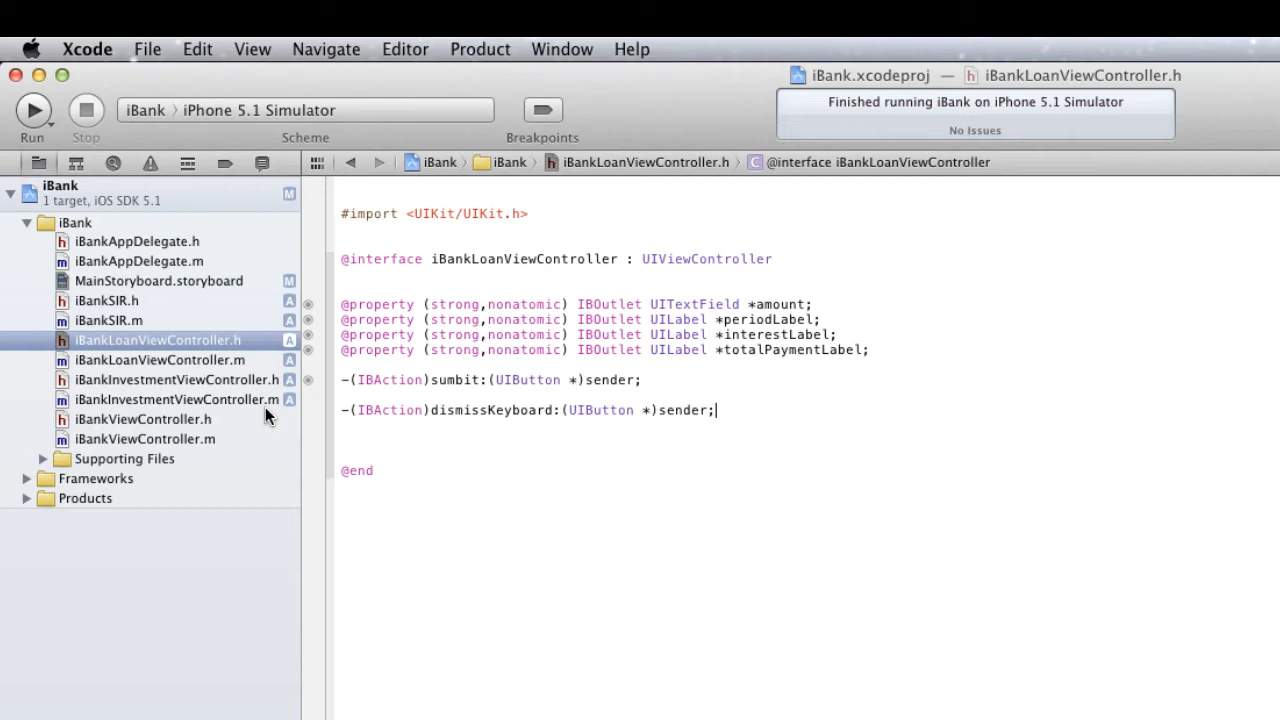 Xcode File Edit View Navigate Editor Product Window Help
iBank.xcodeproj — h iBankLoanViewController.h
iBank 〉 iPhone 5.1 Simulator
Finished running iBank on iPhone 5.1 Simulator
No Issues
Run Stop Scheme Breakpoints
iBank 〉 iBank 〉 h iBankLoanViewController.h 〉 C @interface iBankLoanViewController
iBank M
1 target, iOS SDK 5.1
iBank
h iBankAppDelegate.h
m iBankAppDelegate.m
MainStoryboard.storyboard M
h iBankSIR.h A
m iBankSIR.m A
h iBankLoanViewController.h A
m iBankLoanViewController.m A
h iBankInvestmentViewController.h A
m iBankInvestmentViewController.m A
h iBankViewController.h
m iBankViewController.m
Supporting Files
Frameworks
Products
#import <UIKit/UIKit.h>
@interface iBankLoanViewController : UIViewController
@property (strong,nonatomic) IBOutlet UITextField *amount;
@property (strong,nonatomic) IBOutlet UILabel *periodLabel;
@property (strong,nonatomic) IBOutlet UILabel *interestLabel;
@property (strong,nonatomic) IBOutlet UILabel *totalPaymentLabel;
-(IBAction)sumbit:(UIButton *)sender;
-(IBAction)dismissKeyboard:(UIButton *)sender;
@end